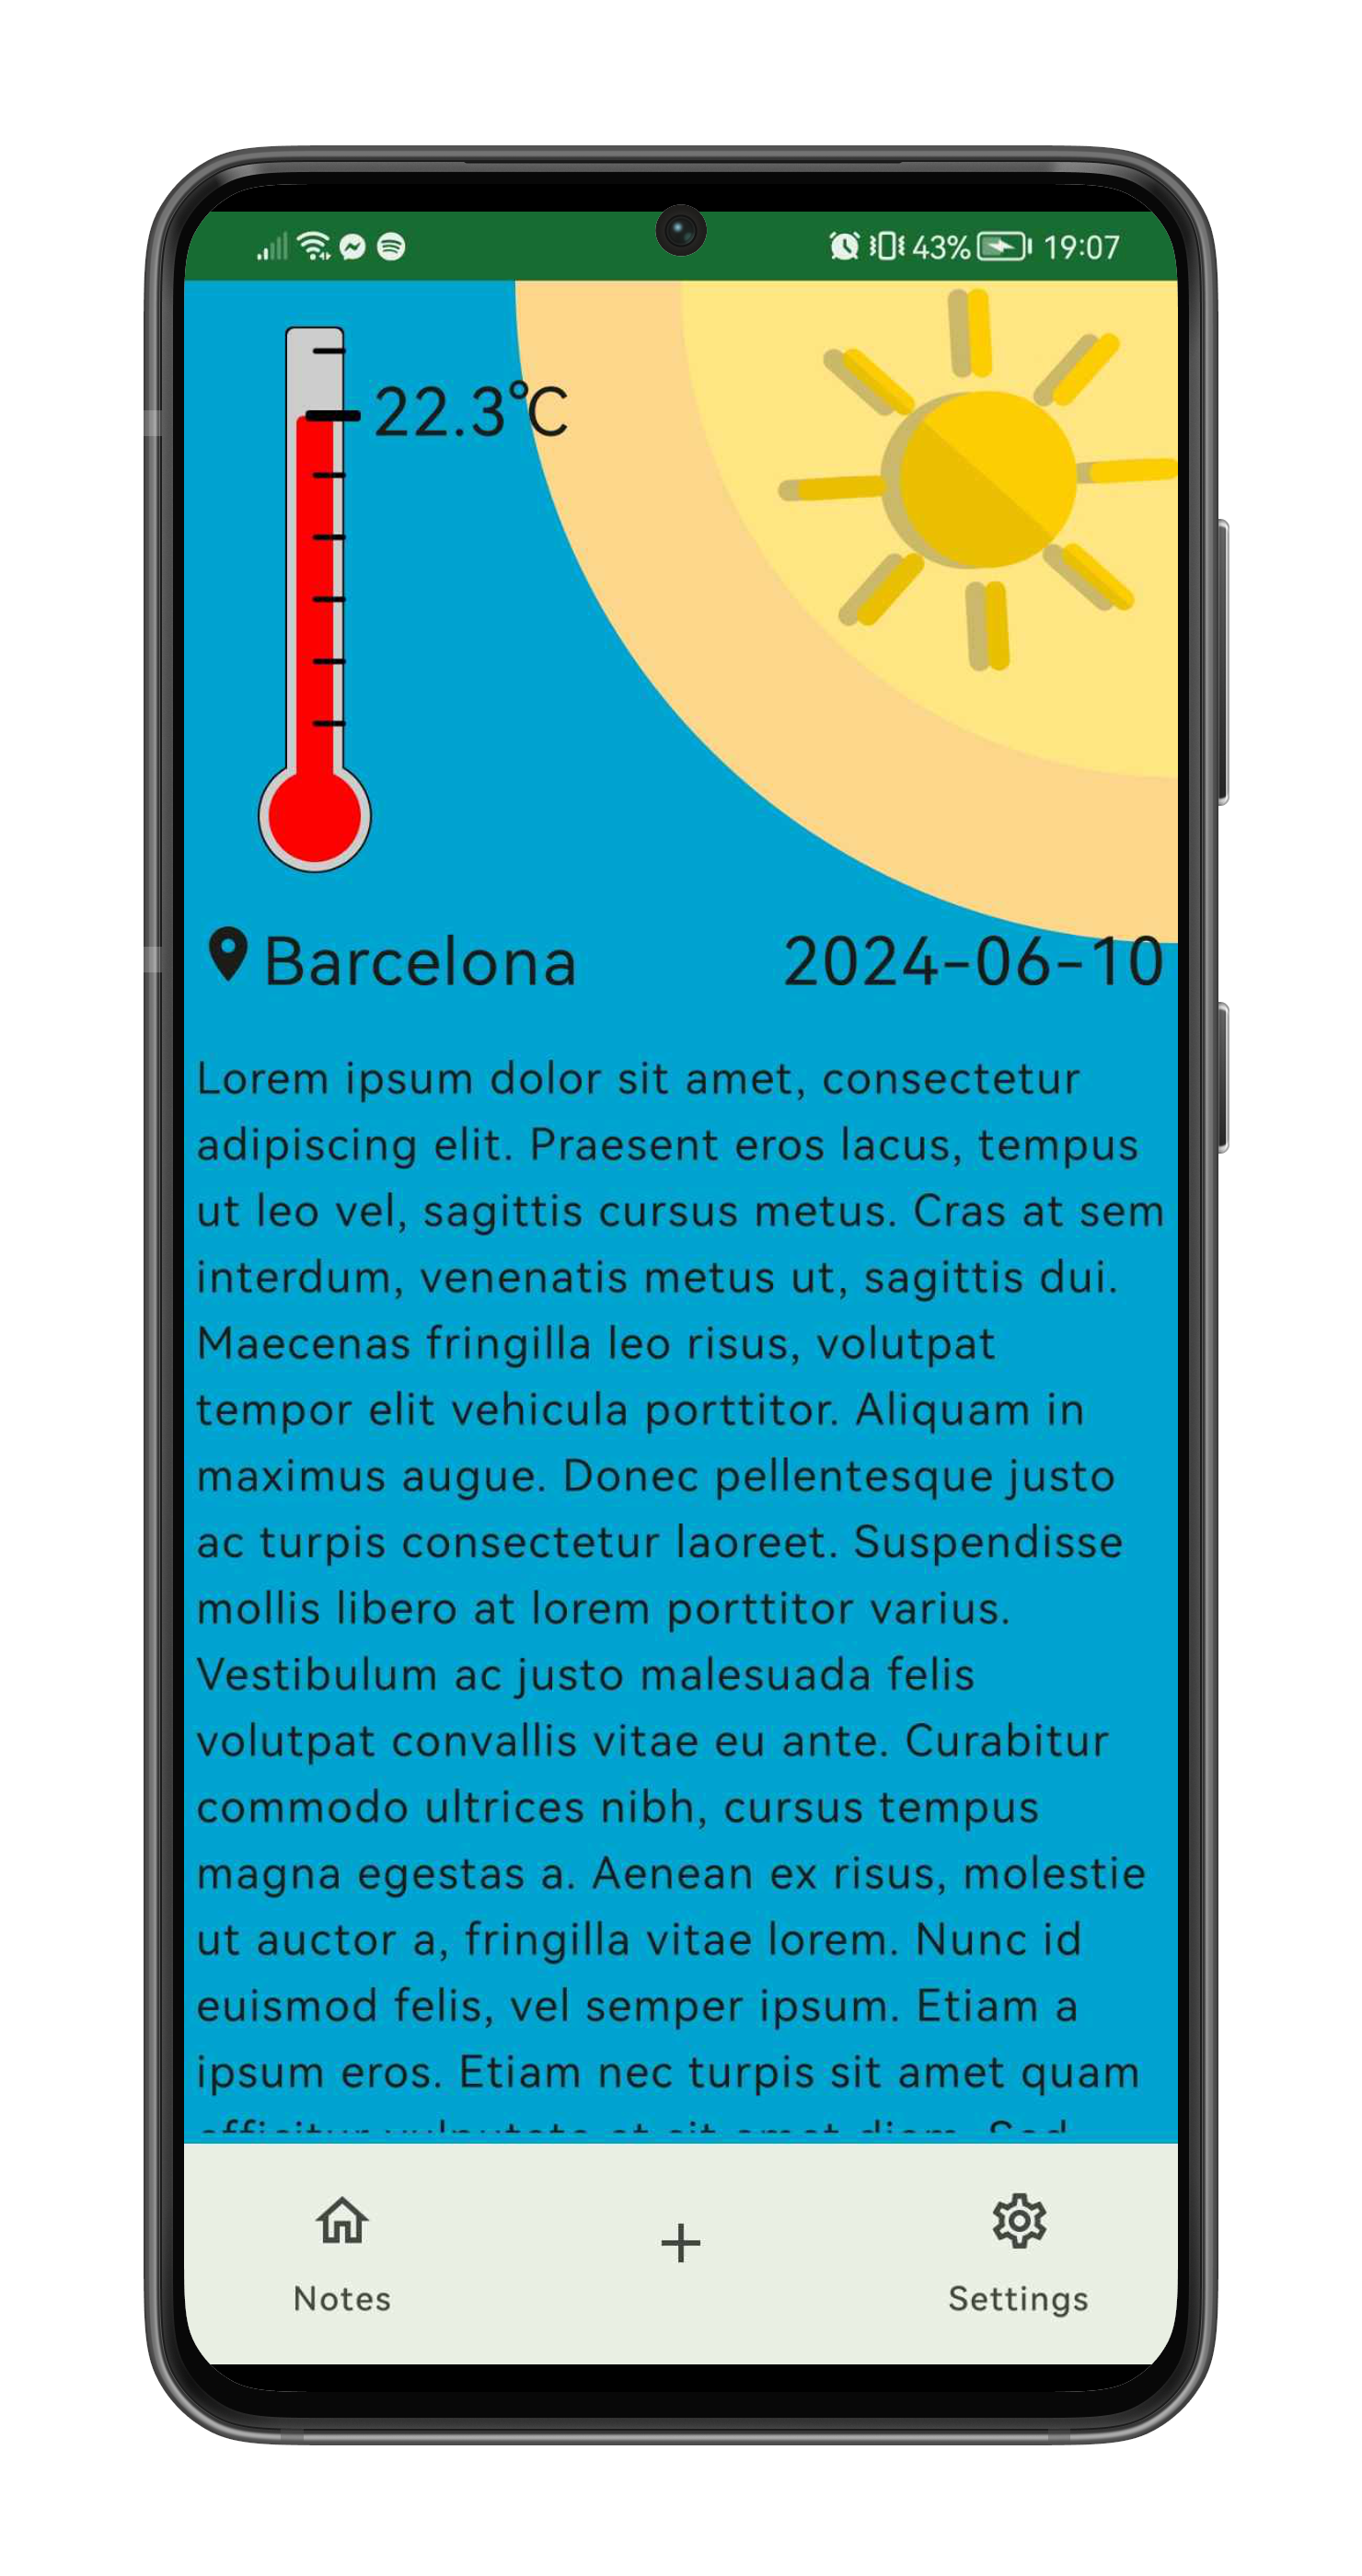 43% 19:07
22.3°C
Barcelona 2024-06-10
Lorem ipsum dolor sit amet, consectetur
adipiscing elit. Praesent eros lacus, tempus
ut leo vel, sagittis cursus metus. Cras at sem
interdum, venenatis metus ut, sagittis dui.
Maecenas fringilla leo risus, volutpat
tempor elit vehicula porttitor. Aliquam in
maximus augue. Donec pellentesque justo
ac turpis consectetur laoreet. Suspendisse
mollis libero at lorem porttitor varius.
Vestibulum ac justo malesuada felis
volutpat convallis vitae eu ante. Curabitur
commodo ultrices nibh, cursus tempus
magna egestas a. Aenean ex risus, molestie
ut auctor a, fringilla vitae lorem. Nunc id
euismod felis, vel semper ipsum. Etiam a
ipsum eros. Etiam nec turpis sit amet quam
Notes + Settings